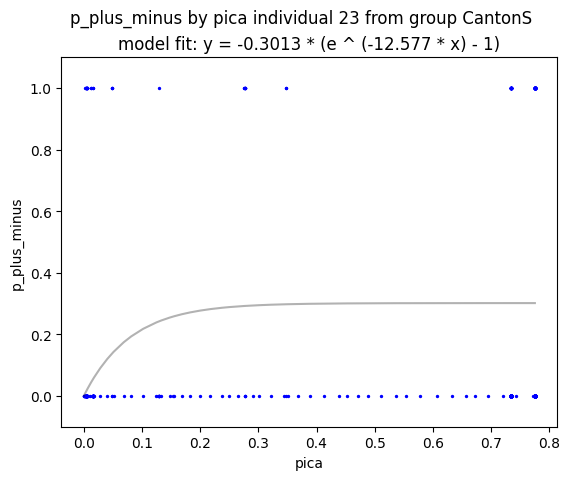 p_plus_minus by pica individual 23 from group CantonS
model fit: y = -0.3013 * (e ^ (-12.577 * x) - 1)
1.0
0.8
0.6
0.4
0.2
0.0
p_plus_minus
0.0 0.1 0.2 0.3 0.4 0.5 0.6 0.7 0.8
pica